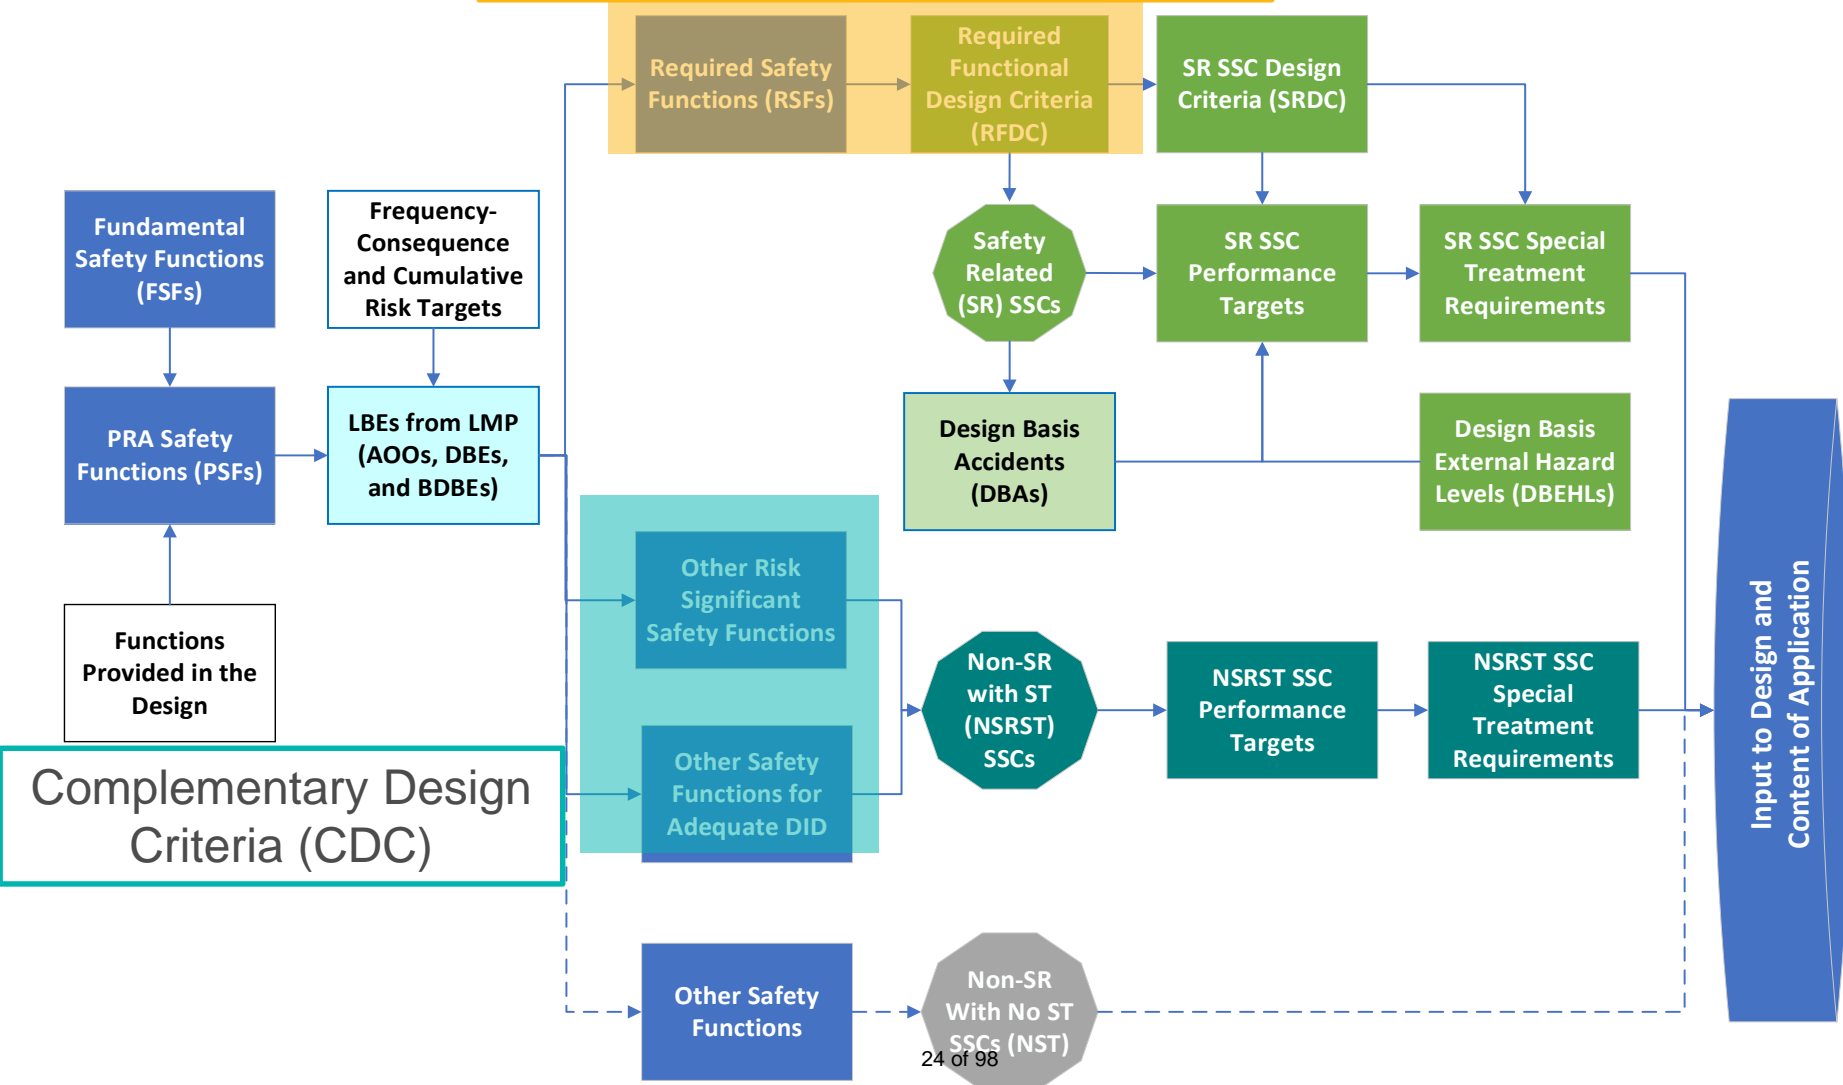 Required Safety
Functions (RSFs)
Required
Functional
Design Criteria
(RFDC)
SR SSC Design
Criteria (SRDC)
Fundamental
Safety Functions
(FSFs)
Frequency-
Consequence
and Cumulative
Risk Targets
Safety
Related
(SR) SSCs
SR SSC
Performance
Targets
SR SSC Special
Treatment
Requirements
PRA Safety
Functions (PSFs)
LBEs from LMP
(AOOs, DBEs,
and BDBEs)
Design Basis
Accidents
(DBAs)
Design Basis
External Hazard
Levels (DBEHLs)
Functions
Provided in the
Design
Other Risk
Significant
Safety Functions
Non-SR
with ST
(NSRST)
SSCs
NSRST SSC
Performance
Targets
NSRST SSC
Special
Treatment
Requirements
Input to Design and
Content of Application
Complementary Design
Criteria (CDC)
Other Safety
Functions for
Adequate DID
Other Safety
Functions
Non-SR
With No ST
SSCs (NST)
24 of 98